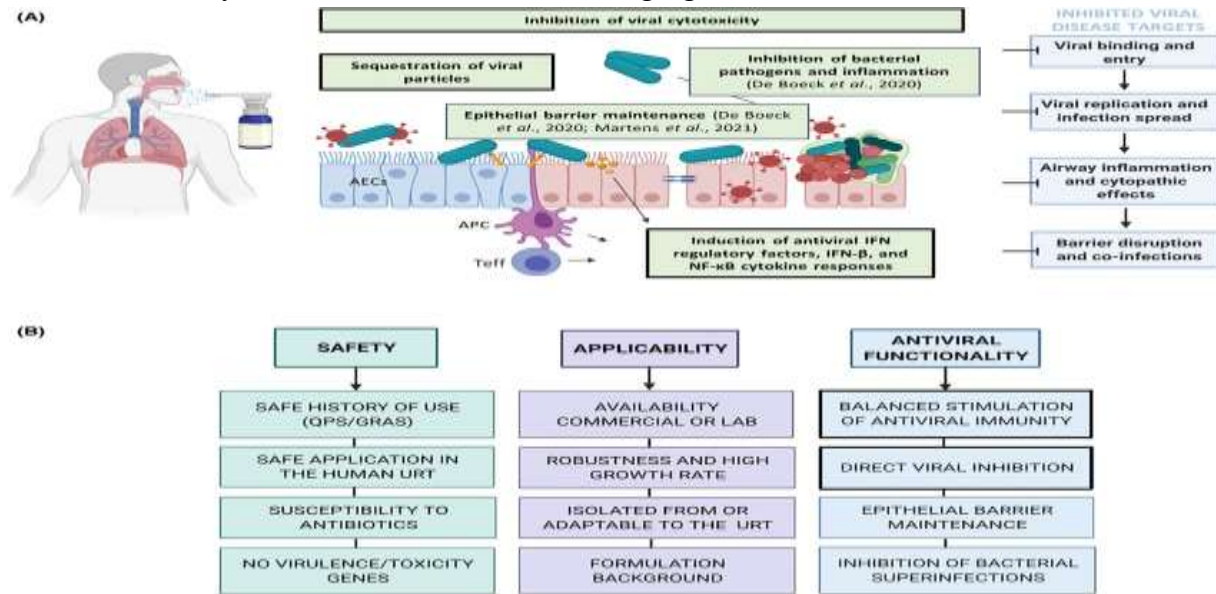 (A)
Inhibition of viral cytotoxicity
Sequestration of viral
particles
Inhibition of bacterial
pathogens and inflammation
(De Boeck et al., 2020)
Epithelial barrier maintenance (De Boeck
et al., 2020; Martens et al., 2021)
AECs
APC
Teff
Induction of antiviral IFN
regulatory factors, IFN-β, and
NF-κB cytokine responses
INHIBITED VIRAL
DISEASE TARGETS
Viral binding and
entry
Viral replication and
infection spread
Airway inflammation
and cytopathic
effects
Barrier disruption
and co-infections
(B)
SAFETY
SAFE HISTORY OF USE
(QPS/GRAS)
SAFE APPLICATION IN
THE HUMAN URT
SUSCEPTIBILITY TO
ANTIBIOTICS
NO VIRULENCE/TOXICITY
GENES
APPLICABILITY
AVAILABILITY
COMMERCIAL OR LAB
ROBUSTNESS AND HIGH
GROWTH RATE
ISOLATED FROM OR
ADAPTABLE TO THE URT
FORMULATION
BACKGROUND
ANTIVIRAL
FUNCTIONALITY
BALANCED STIMULATION
OF ANTIVIRAL IMMUNITY
DIRECT VIRAL INHIBITION
EPITHELIAL BARRIER
MAINTENANCE
INHIBITION OF BACTERIAL
SUPERINFECTIONS